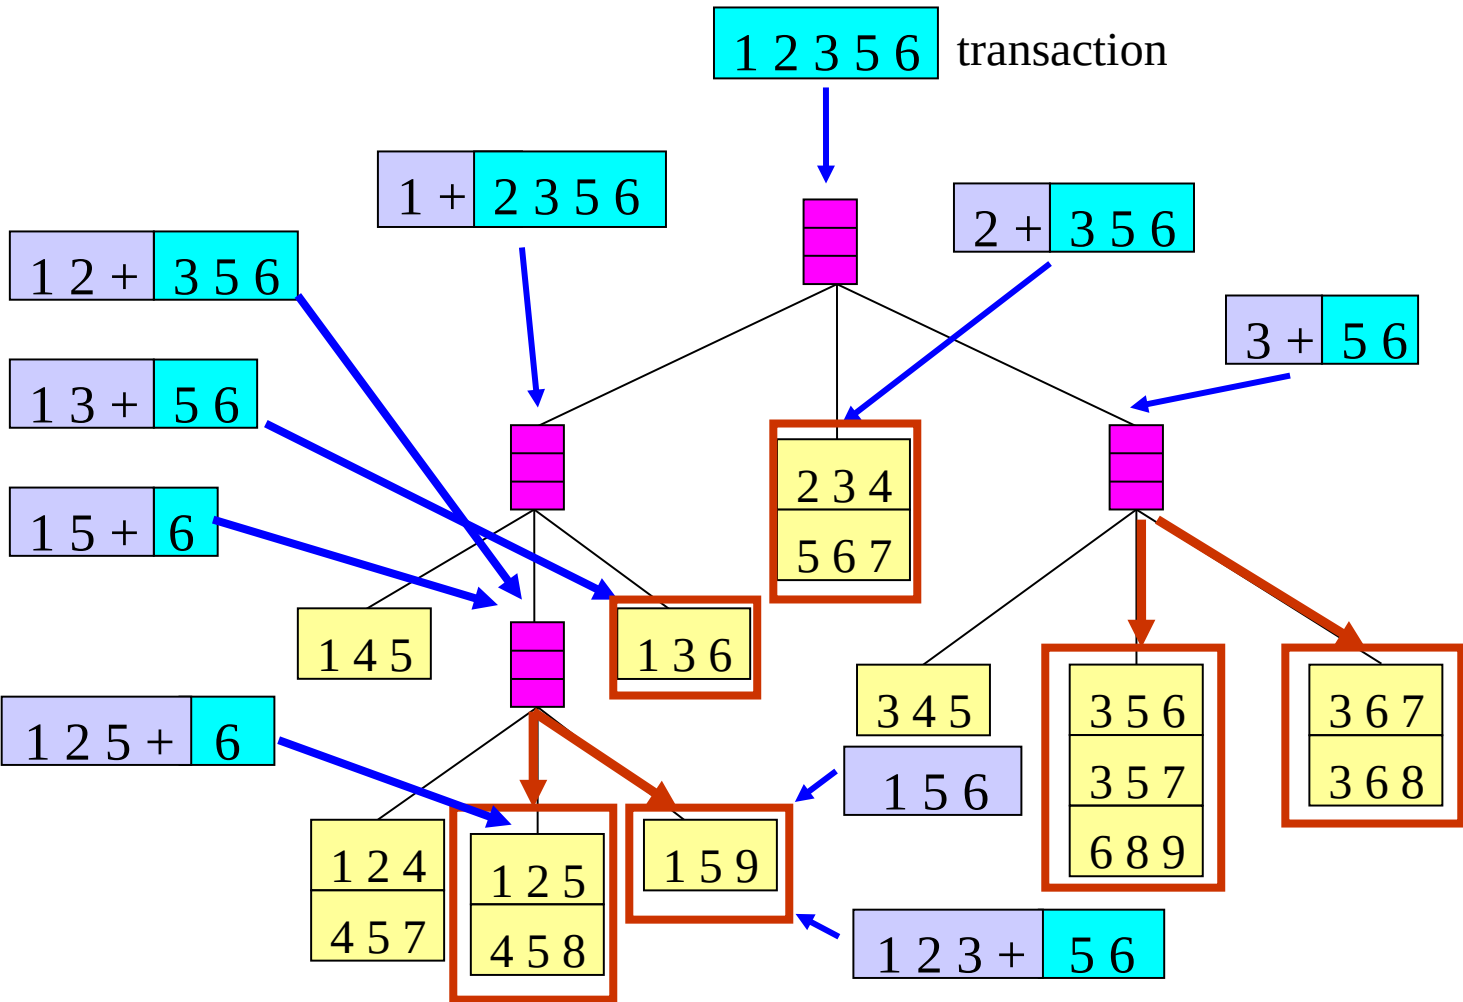 1 2 3 5 6 transaction
1 + 2 3 5 6
2 + 3 5 6
1 2 + 3 5 6
3 + 5 6
1 3 + 5 6
2 3 4
5 6 7
1 5 + 6
1 4 5
1 3 6
3 4 5
3 5 6
3 5 7
6 8 9
3 6 7
3 6 8
1 2 5 + 6
1 5 6
1 2 4
4 5 7
1 2 5
4 5 8
1 5 9
1 2 3 + 5 6